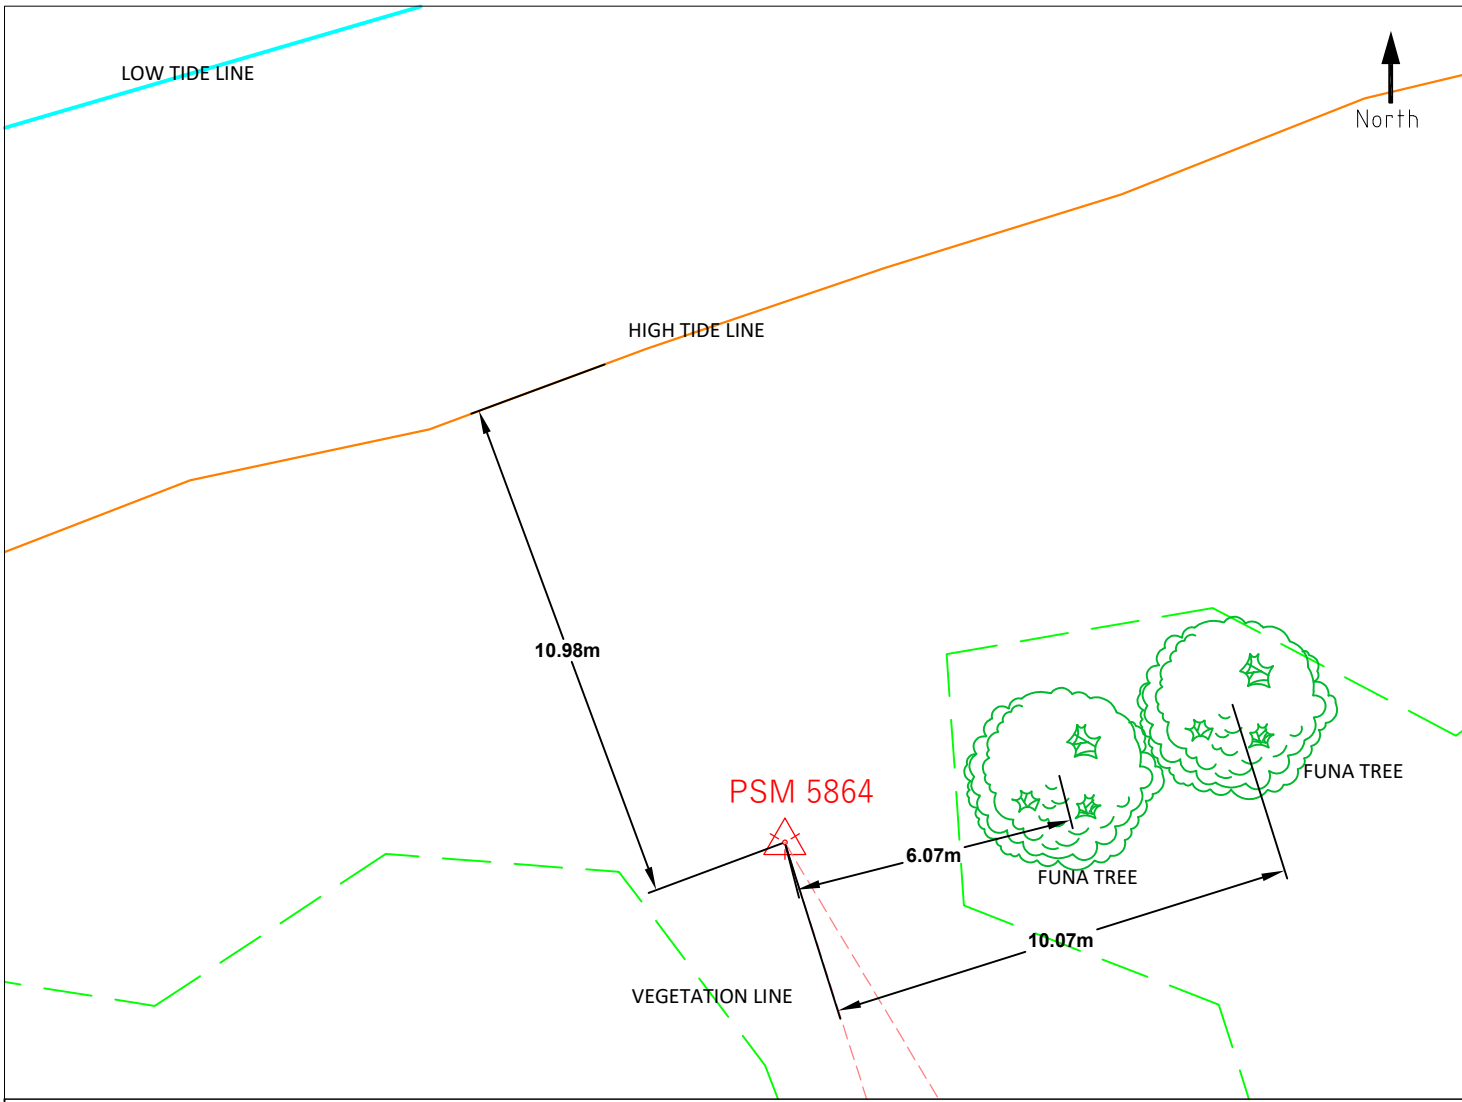 LOW TIDE LINE
North
HIGH TIDE LINE
10.98m
FUNA TREE
PSM 5864
6.07m
FUNA TREE
10.07m
VEGETATION LINE